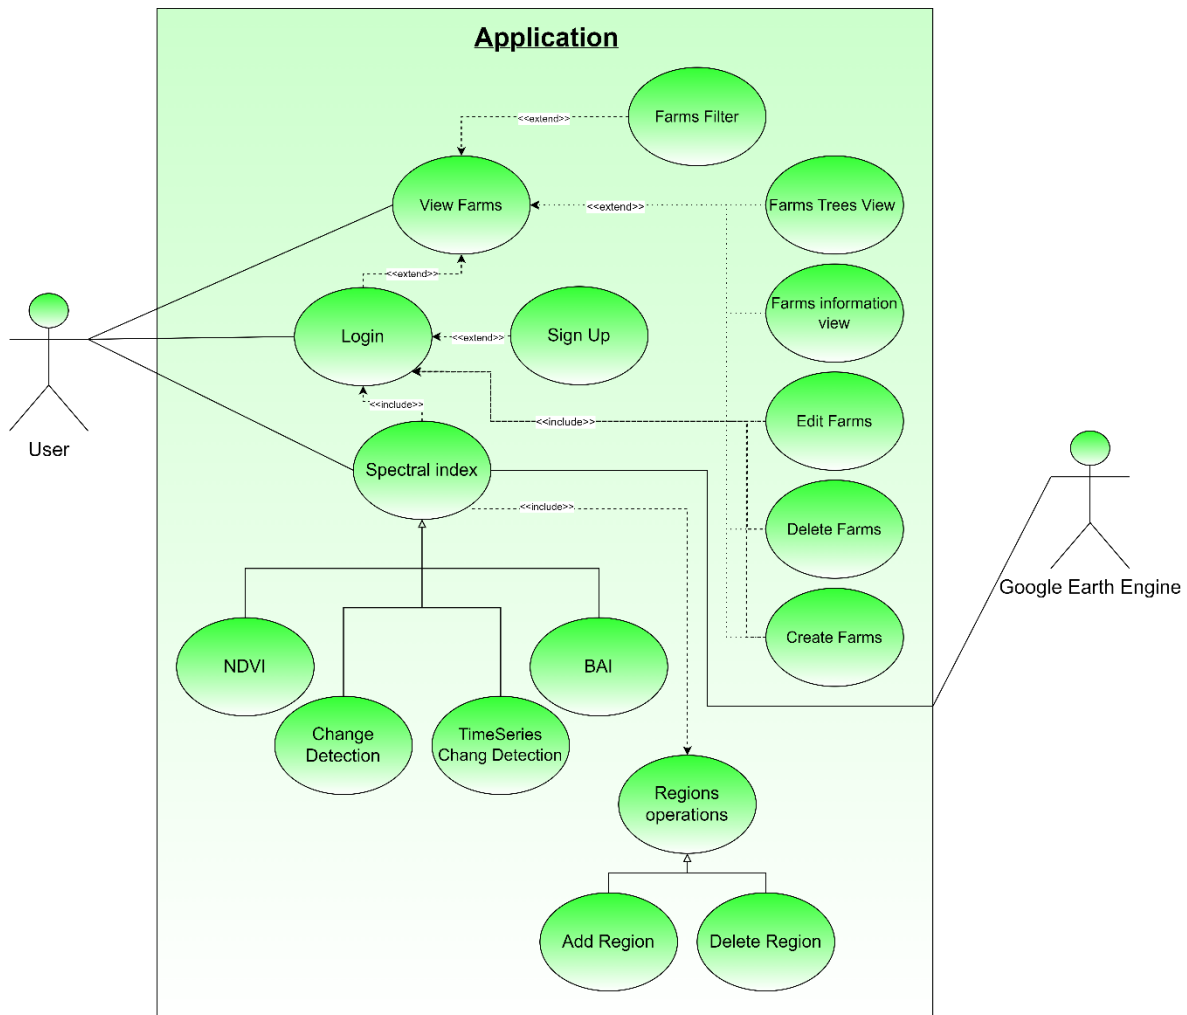 Application
Farms Filter
<<extend>>
View Farms
<<extend>>
Farms Trees View
<<extend>>
Farms information
view
Login
<<extend>>
Sign Up
<<include>>
<<include>>
Edit Farms
User
Spectral index
<<include>>
Delete Farms
Google Earth Engine
Create Farms
NDVI
BAI
Change
Detection
TimeSeries
Chang Detection
Regions
operations
Add Region
Delete Region